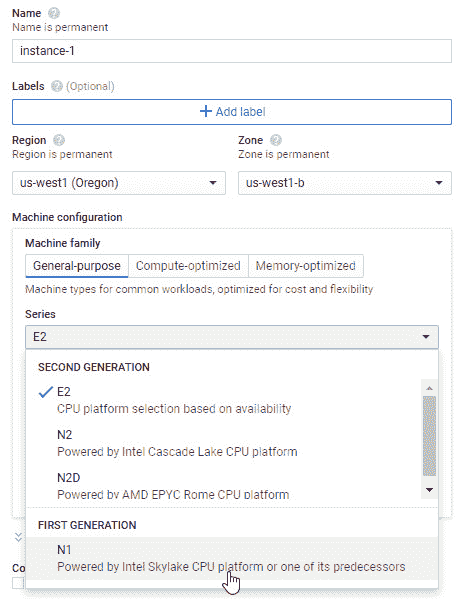 Name
Name is permanent
instance-1
Labels (Optional)
+ Add label
Region
Region is permanent
us-west1 (Oregon)
Zone
Zone is permanent
us-west1-b
Machine configuration
Machine family
General-purpose Compute-optimized Memory-optimized
Machine types for common workloads, optimized for cost and flexibility
Series
E2
SECOND GENERATION
E2
CPU platform selection based on availability
N2
Powered by Intel Cascade Lake CPU platform
N2D
Powered by AMD EPYC Rome CPU platform
FIRST GENERATION
N1
Powered by Intel Skylake CPU platform or one of its predecessors
Co